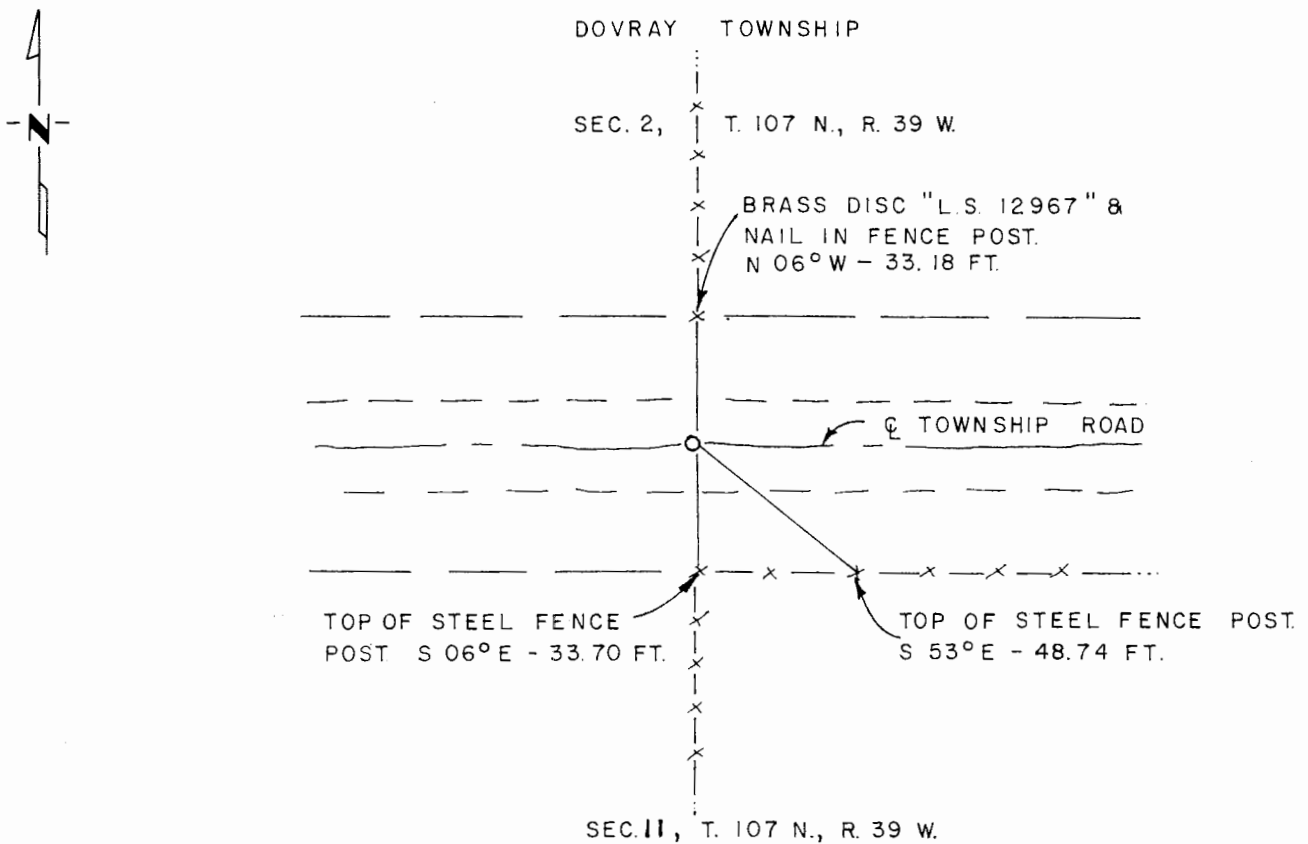 DOVRAY TOWNSHIP
N
SEC. 2, T. 107 N., R. 39 W.
BRASS DISC "L.S. 12967" &
NAIL IN FENCE POST.
N 06° W - 33.18 FT.
℄ TOWNSHIP ROAD
TOP OF STEEL FENCE
POST S 06° E - 33.70 FT.
TOP OF STEEL FENCE POST.
S 53° E - 48.74 FT.
SEC. 11, T. 107 N., R. 39 W.